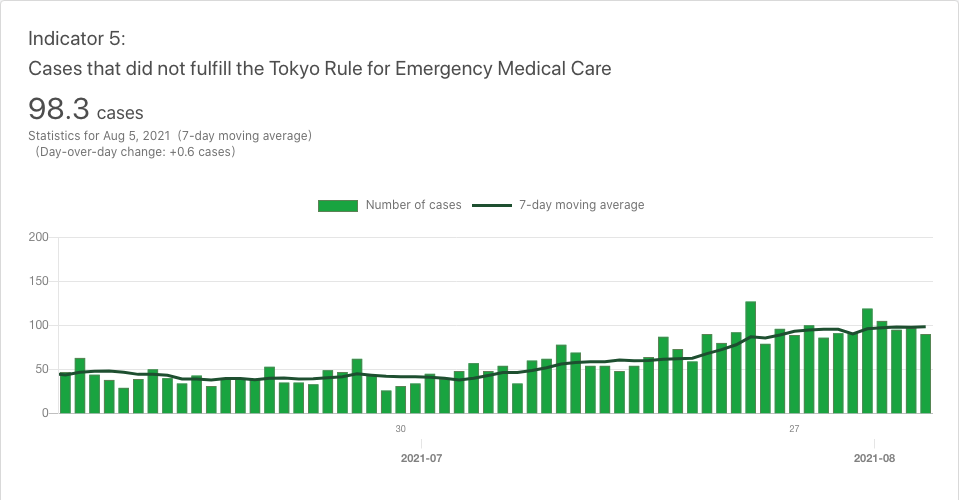 Indicator 5:
Cases that did not fulfill the Tokyo Rule for Emergency Medical Care
98.3 cases
Statistics for Aug 5, 2021 (7-day moving average)
(Day-over-day change: +0.6 cases)
Number of cases 7-day moving average
200
150
100
50
0
30 27
2021-07 2021-08